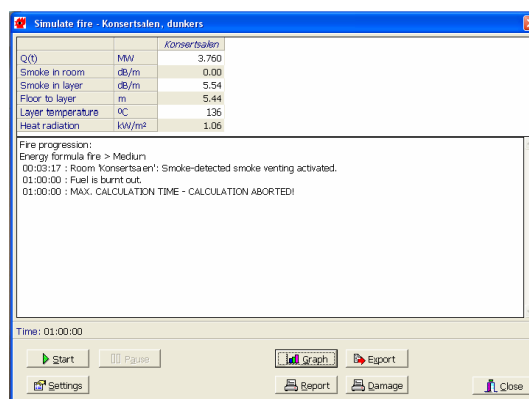 Simulate fire - Konsertsalen, dunkers
Konsertsalen
Q(t) MW 3.760
Smoke in room dB/m 0.00
Smoke in layer dB/m 5.54
Floor to layer m 5.44
Layer temperature ºC 136
Heat radiation kW/m² 1.06
Fire progression:
Energy formula fire > Medium
00:03:17 : Room 'Konsertsalen': Smoke-detected smoke venting activated.
01:00:00 : Fuel is burnt out.
01:00:00 : MAX. CALCULATION TIME - CALCULATION ABORTED!
Time: 01:00:00
Start Pause Graph Export
Settings Report Damage Close